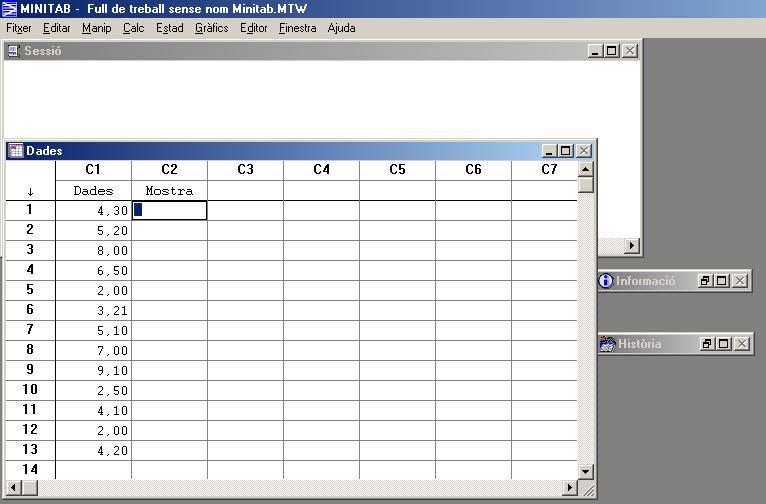 MINITAB - Full de treball sense nom Minitab.MTW
Fitxer Editar Manip Calc Estad Gràfics Editor Finestra Ajuda
Sessió
Dades
C1 C2 C3 C4 C5 C6 C7
↓ Dades Mostra
1 4,30
2 5,20
3 8,00
4 6,50
5 2,00
6 3,21
7 5,10
8 7,00
9 9,10
10 2,50
11 4,10
12 2,00
13 4,20
14
Informació
Història